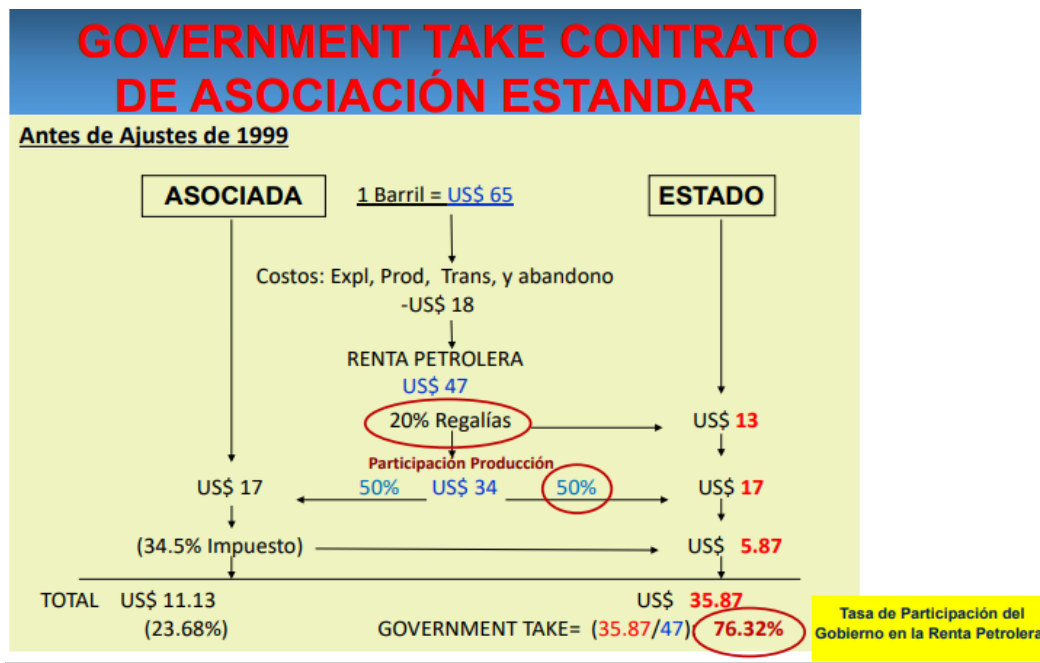 GOVERNMENT TAKE CONTRATO
DE ASOCIACIÓN ESTANDAR
Antes de Ajustes de 1999
ASOCIADA
1 Barril = US$ 65
ESTADO
Costos: Expl, Prod, Trans, y abandono
-US$ 18
RENTA PETROLERA
US$ 47
20% Regalías
US$ 13
Participación Producción
US$ 17 50% US$ 34 50% US$ 17
(34.5% Impuesto) US$ 5.87
TOTAL US$ 11.13 US$ 35.87
(23.68%) GOVERNMENT TAKE= (35.87/47) 76.32%
Tasa de Participación del
Gobierno en la Renta Petrolera